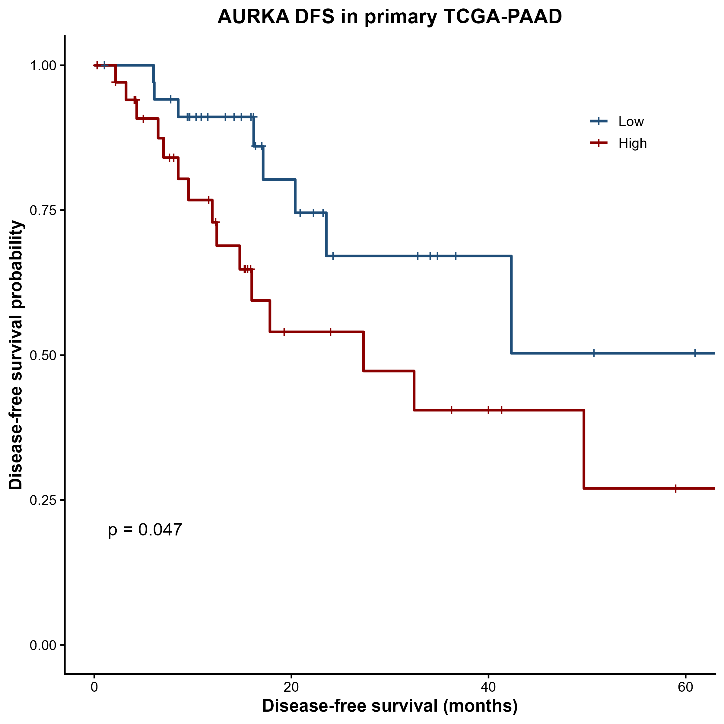 AURKA DFS in primary TCGA-PAAD
1.00
0.75
0.50
0.25
0.00
Disease-free survival probability
Low
High
p = 0.047
0
20
40
60
Disease-free survival (months)